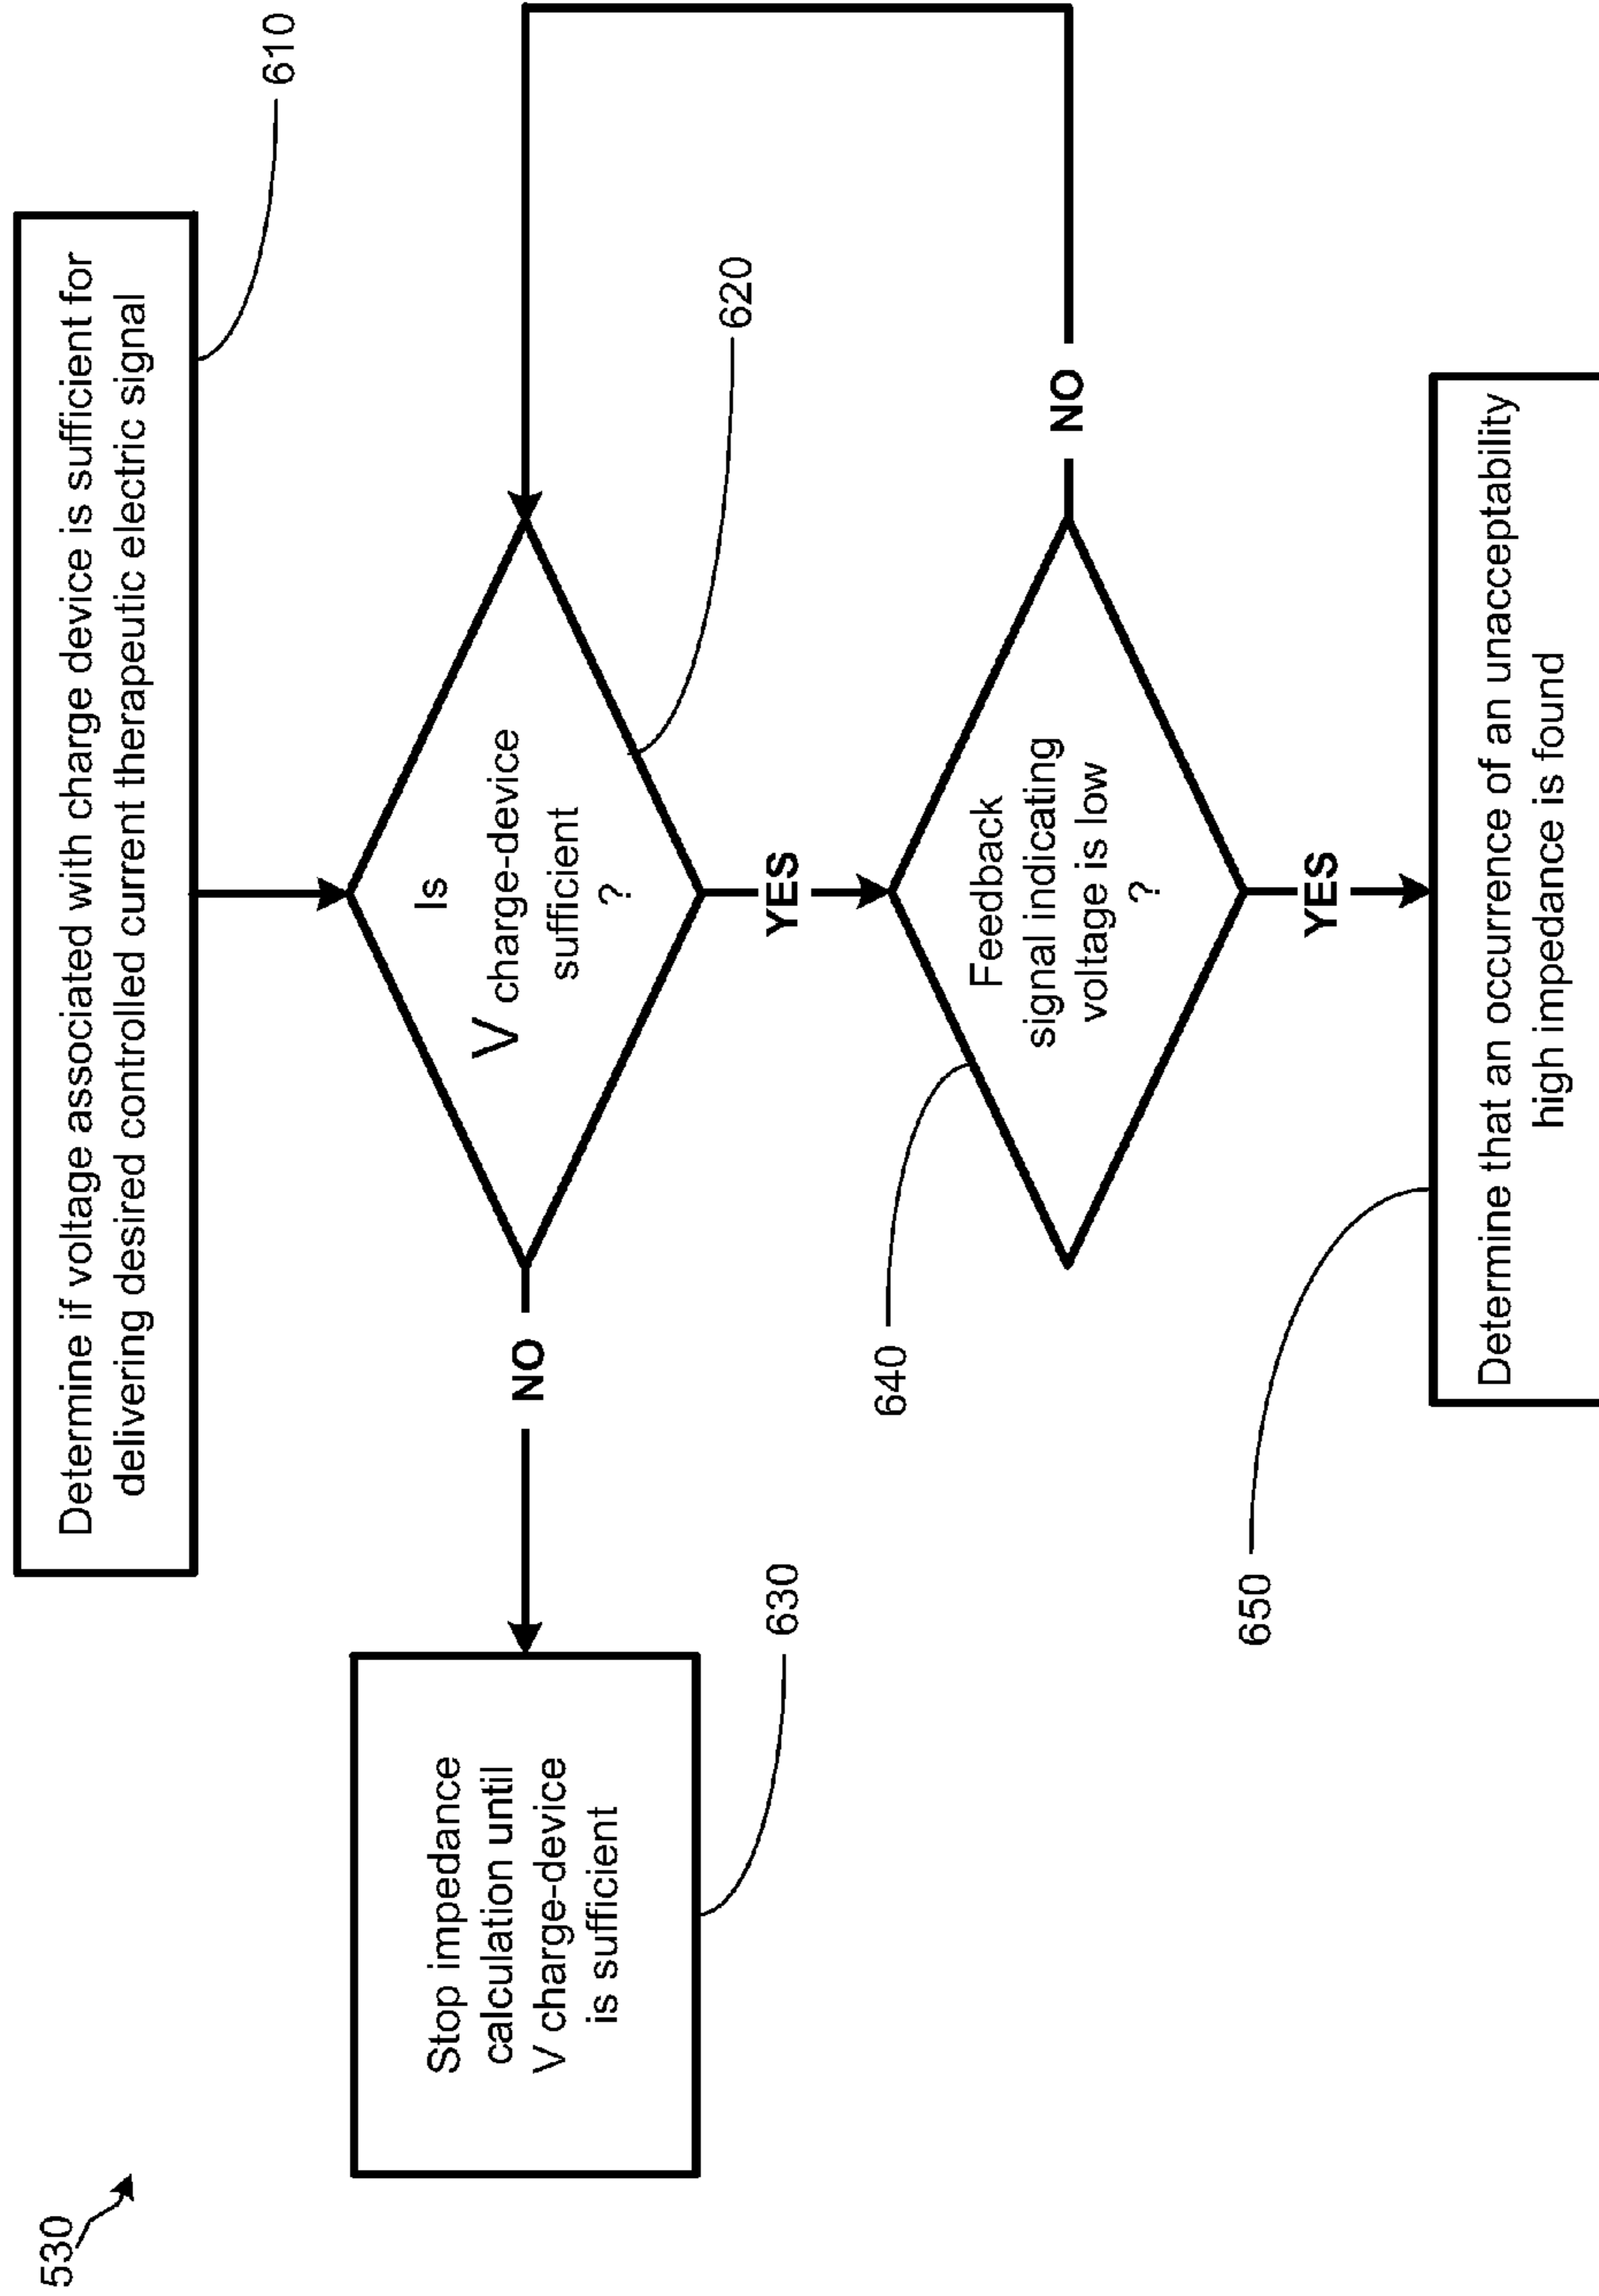 530
Determine if voltage associated with charge device is sufficient for
delivering desired controlled current therapeutic electric signal
610
Is
V charge-device
sufficient
?
620
NO
Stop impedance
calculation until
V charge-device
is sufficient
630
YES
Feedback
signal indicating
voltage is low
?
640
NO
YES
Determine that an occurrence of an unacceptability
high impedance is found
650